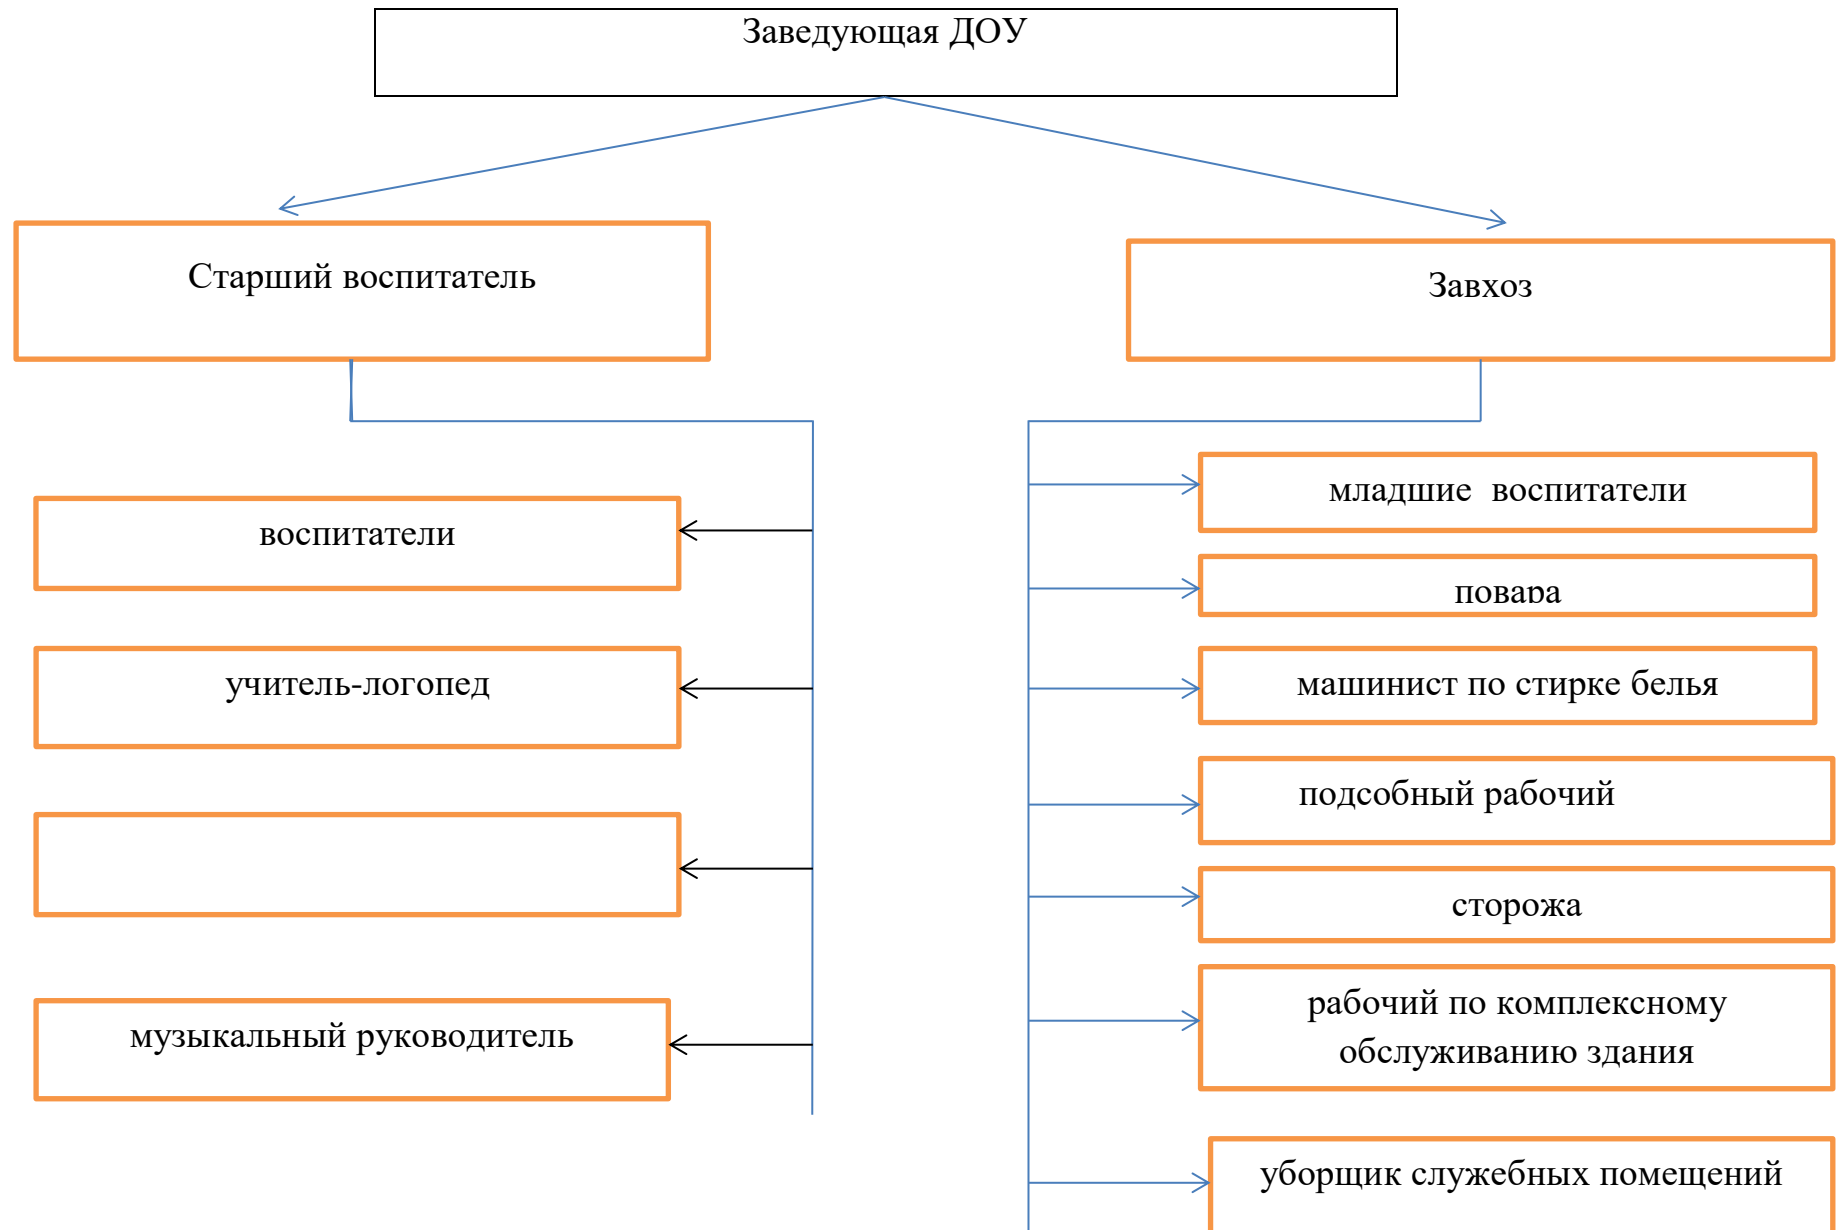 Заведующая ДОУ
Старший воспитатель
Завхоз
воспитатели
учитель-логопед
музыкальный руководитель
младшие  воспитатели
повара
машинист по стирке белья
подсобный рабочий
сторожа
рабочий по комплексному
обслуживанию здания
уборщик служебных помещений